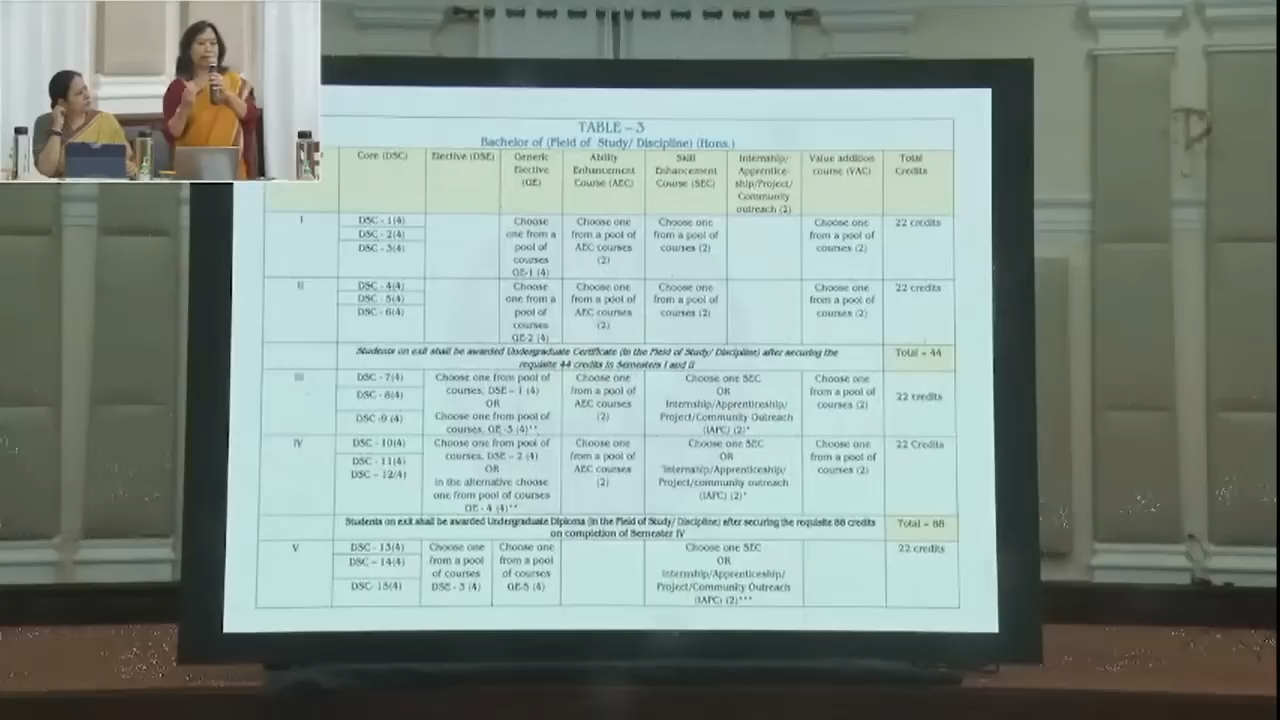 TABLE – 3
Bachelor of (Field of Study/ Discipline) (Hons.)
Core (DSC)
Elective (DSE)
Generic
Elective
(GE)
Ability
Enhancement
Course (AEC)
Skill
Enhancement
Course (SEC)
Internship/
Apprentice-
ship/Project/
Community
outreach (2)
Value addition
course (VAC)
Total
Credits
I
DSC - 1(4)
DSC - 2(4)
DSC - 3(4)
Choose
one from a
pool of
courses
GE-1 (4)
Choose one
from a pool of
AEC courses
(2)
Choose one
from a pool of
courses (2)
Choose one
from a pool of
courses (2)
22 credits
II
DSC - 4(4)
DSC - 5(4)
DSC - 6(4)
Choose
one from a
pool of
courses
GE-2 (4)
Choose one
from a pool of
AEC courses
(2)
Choose one
from a pool of
courses (2)
Choose one
from a pool of
courses (2)
22 credits
Students on exit shall be awarded Undergraduate Certificate (in the Field of Study/ Discipline) after securing the
requisite 44 credits in Semesters I and II
Total = 44
III
DSC - 7(4)
DSC - 8(4)
DSC -9 (4)
Choose one from pool of
courses, DSE – 1 (4)
OR
Choose one from pool of
courses, GE -3 (4)**
Choose one
from a pool of
AEC courses
(2)
Choose one SEC
OR
Internship/Apprenticeship/
Project/Community Outreach
(IAPC) (2)*
Choose one
from a pool of
courses (2)
22 credits
IV
DSC - 10(4)
DSC - 11(4)
DSC - 12(4)
Choose one from pool of
courses, DSE – 2 (4)
OR
in the alternative choose
one from pool of courses
GE - 4 (4)**
Choose one
from a pool of
AEC courses
(2)
Choose one SEC
OR
Internship/Apprenticeship/
Project/community outreach
(IAPC) (2)*
Choose one
from a pool of
courses (2)
22 Credits
Students on exit shall be awarded Undergraduate Diploma (in the Field of Study/ Discipline) after securing the requisite 88 credits
on completion of Semester IV
Total = 88
V
DSC - 13(4)
DSC – 14(4)
DSC- 15(4)
Choose one
from a pool
of courses
DSE - 3 (4)
Choose one
from a pool
of courses
GE-5 (4)
Choose one SEC
OR
Internship/Apprenticeship/
Project/Community Outreach
(IAPC) (2)***
22 credits